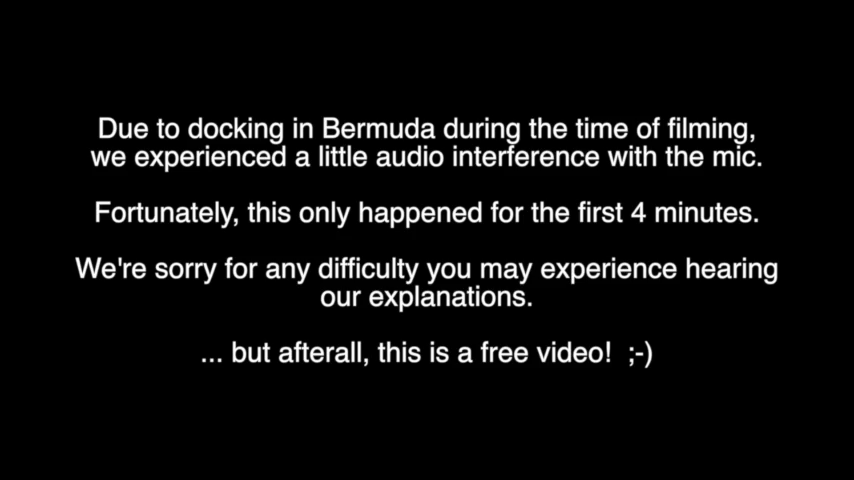 Due to docking in Bermuda during the time of filming,
we experienced a little audio interference with the mic.
Fortunately, this only happened for the first 4 minutes.
We're sorry for any difficulty you may experience hearing
our explanations.
... but afterall, this is a free video!  ;-)